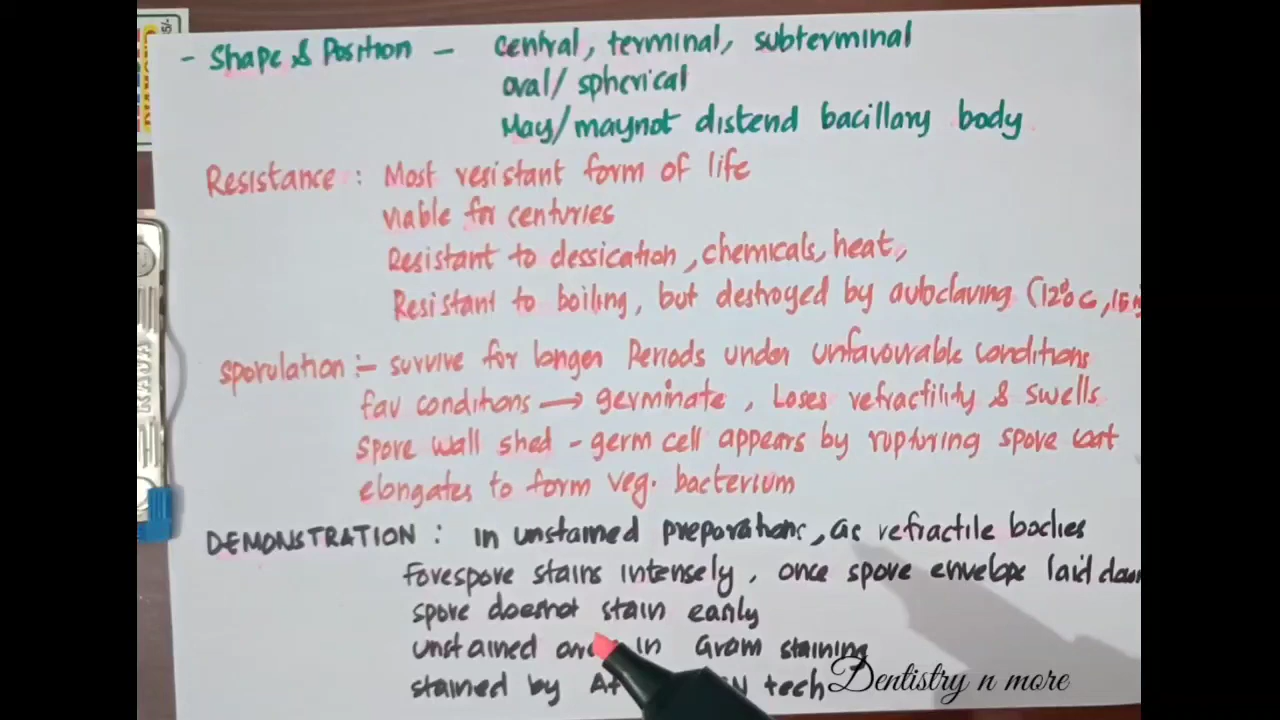 - Shape & Position - central, terminal, subterminal
oval/ spherical
May/maynot distend bacillary body
Resistance : Most resistant form of life
viable for centuries
Resistant to dessication, chemicals, heat,
Resistant to boiling, but destroyed by autoclaving (120°C, 15
sporulation :- survive for longer Periods under unfavourable conditions
fav conditions → germinate, Loses refractility & swells
spore wall shed - germ cell appears by rupturing spore coat
elongates to form veg. bacterium
DEMONSTRATION : In unstained preparations, as refractile bodies
Forespore stains intensely, once spore envelope laid down
spore doesnot stain easily
unstained in Gram staining
stained by tech
Dentistry n more